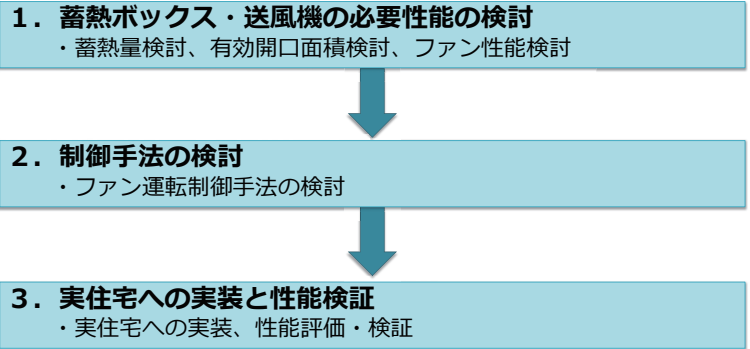 １．蓄熱ボックス・送風機の必要性能の検討
・蓄熱量検討、有効開口面積検討、ファン性能検討
２．制御手法の検討
・ファン運転制御手法の検討
３．実住宅への実装と性能検証
・実住宅への実装、性能評価・検証